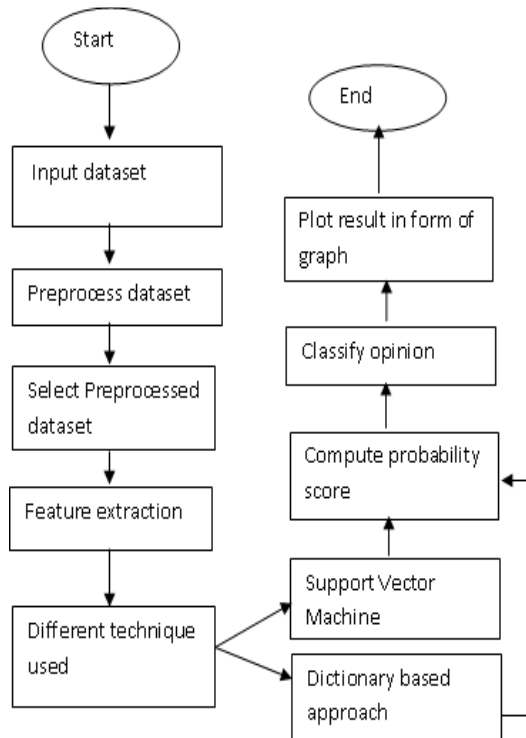 Start
Input dataset
Preprocess dataset
Select Preprocessed
dataset
Feature extraction
Different technique
used
Support Vector
Machine
Dictionary based
approach
Compute probability
score
Classify opinion
Plot result in form of
graph
End